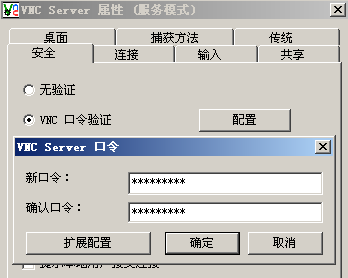 VNC Server 属性 (服务模式)
桌面 捕获方法 传统
安全 连接 输入 共享
无验证
VNC 口令验证 配置
VNC Server 口令
新口令： *********
确认口令： *********
扩展配置 确定 取消